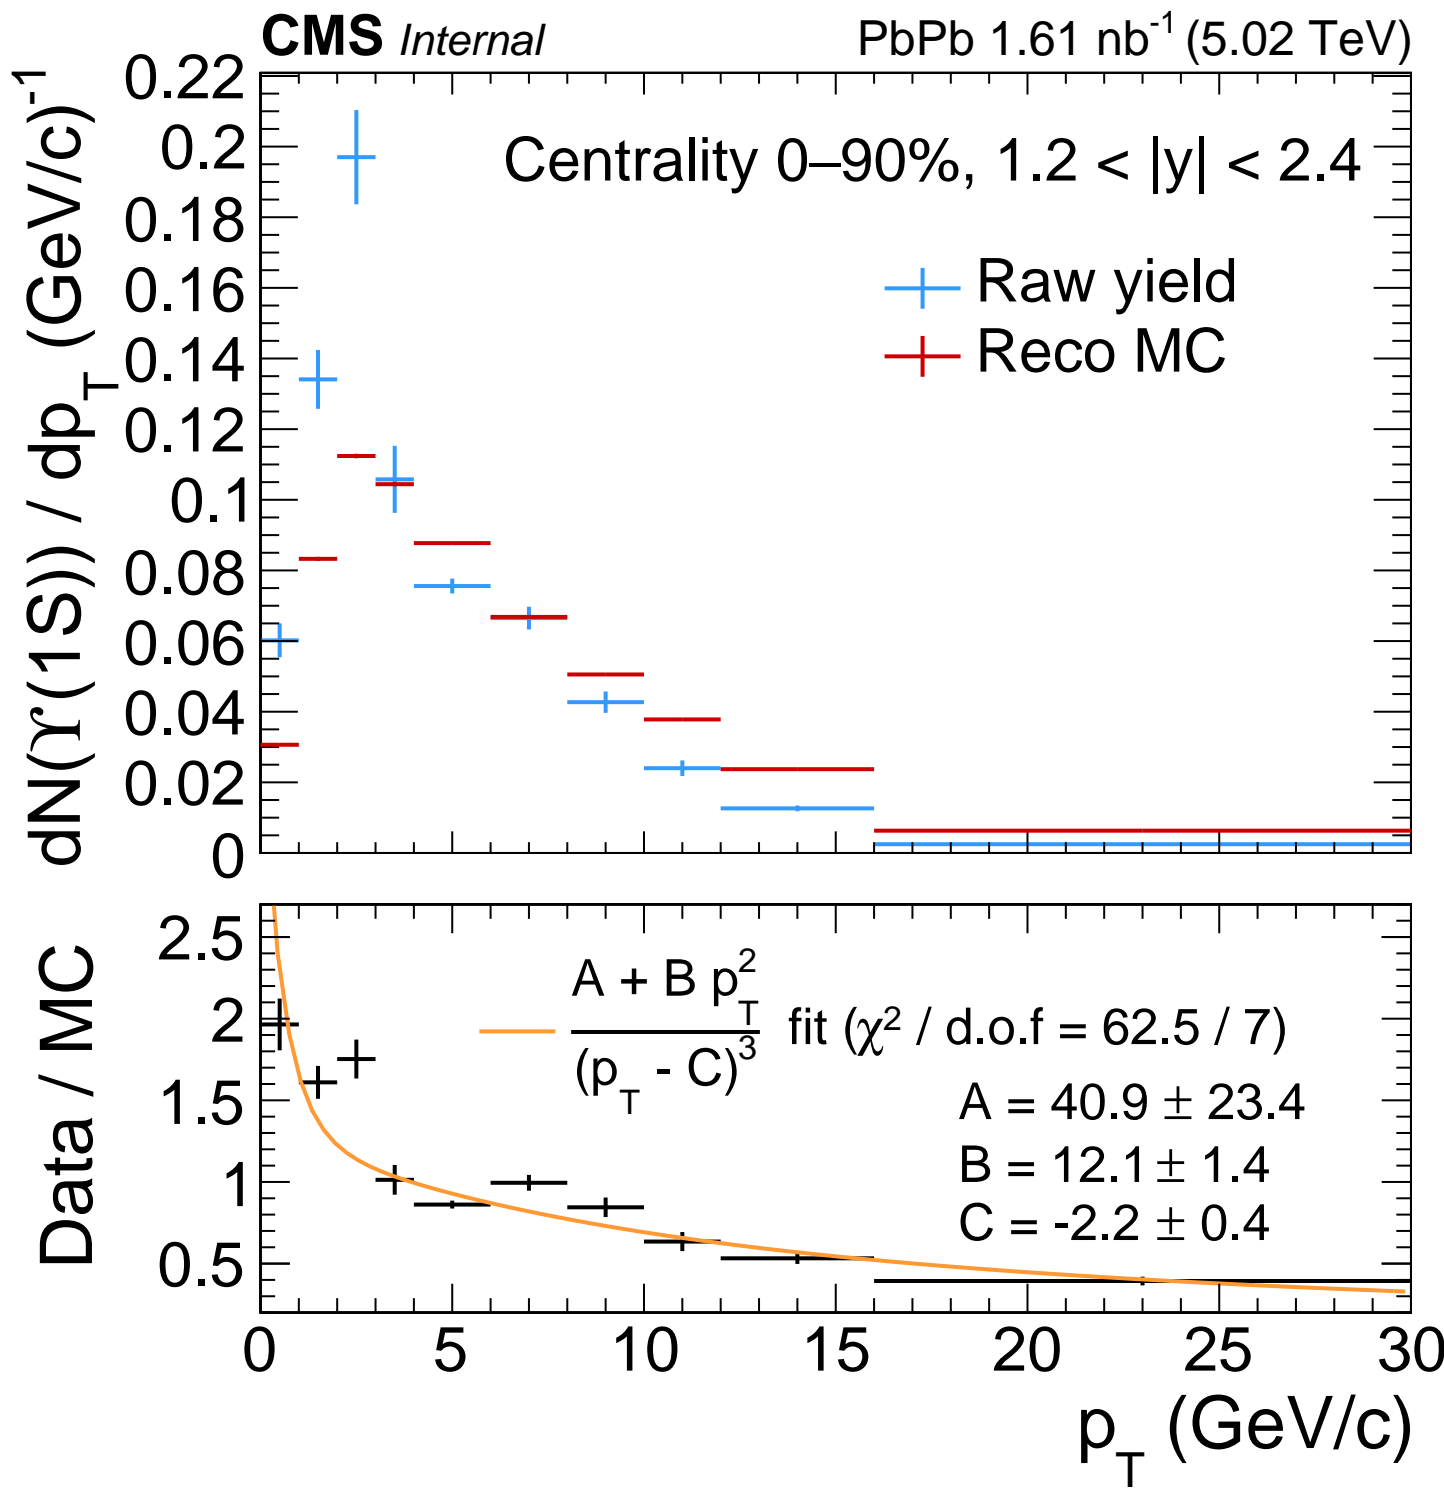 CMS Internal PbPb 1.61 nb⁻¹ (5.02 TeV)
dN(ϒ(1S)) / dp_T (GeV/c)⁻¹
0.22
0.2
0.18
0.16
0.14
0.12
0.1
0.08
0.06
0.04
0.02
0
Centrality 0–90%, 1.2 < |y| < 2.4
Raw yield
Reco MC
Data / MC
2.5
2
1.5
1
0.5
A + B p_T²
(p_T - C)³
fit (χ² / d.o.f = 62.5 / 7)
A = 40.9 ± 23.4
B = 12.1 ± 1.4
C = -2.2 ± 0.4
0 5 10 15 20 25 30
p_T (GeV/c)